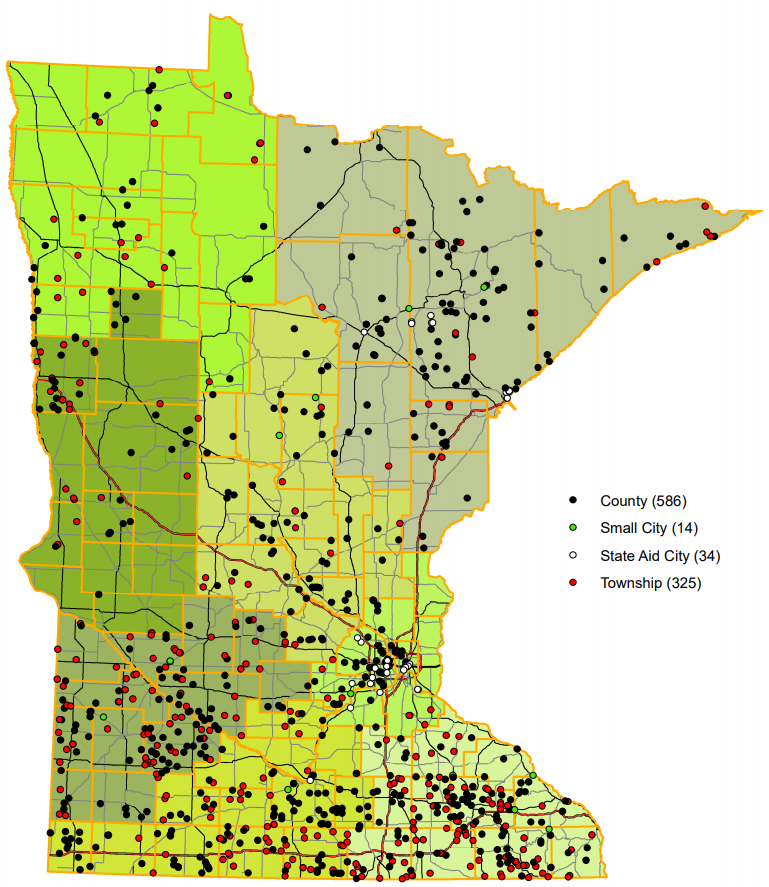 County (586)
Small City (14)
State Aid City (34)
Township (325)